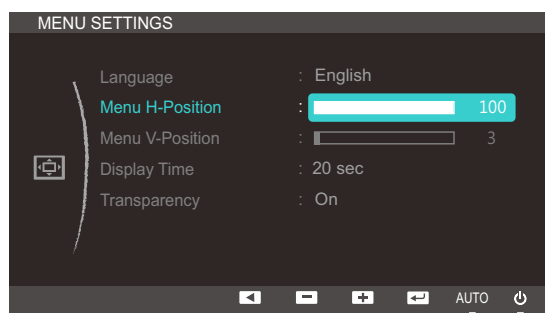 MENU SETTINGS
Language : English
Menu H-Position : 100
Menu V-Position : 3
Display Time : 20 sec
Transparency : On
AUTO